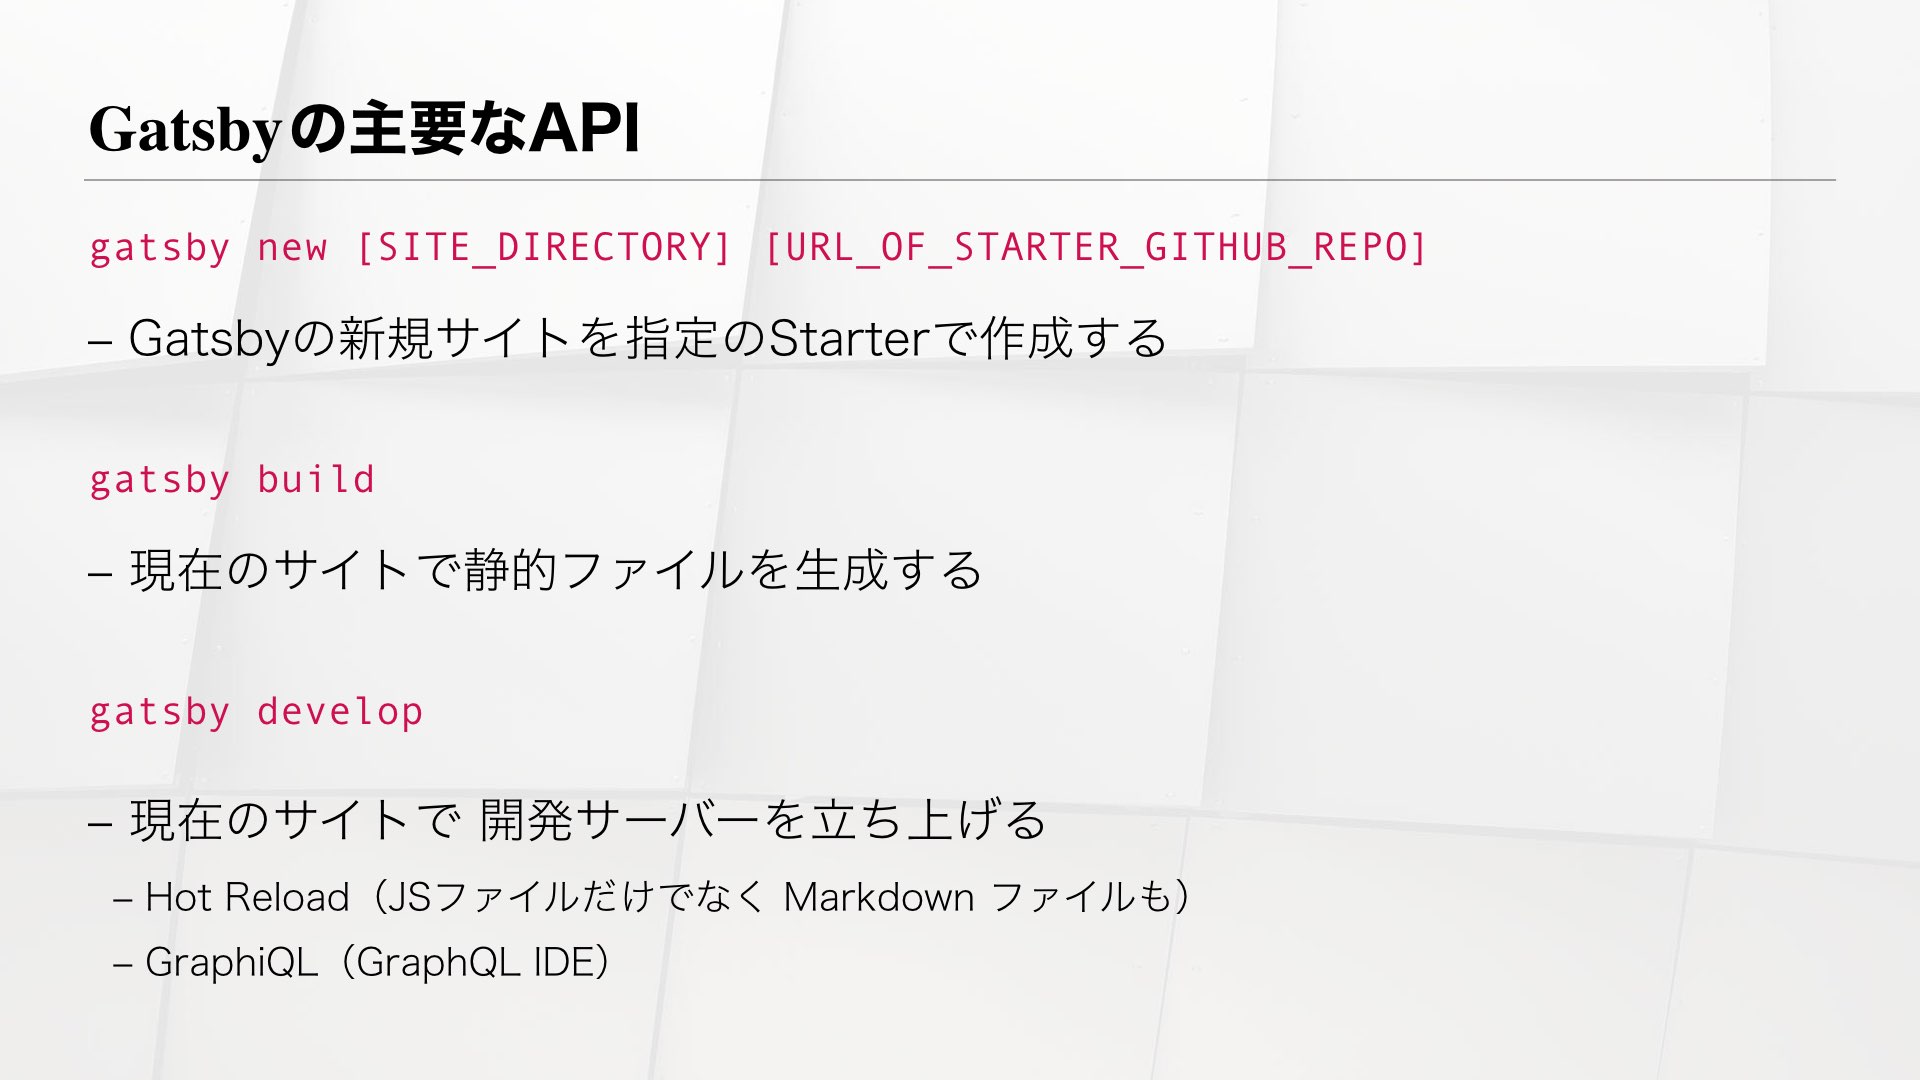 Gatsbyの主要なAPI
gatsby new [SITE_DIRECTORY] [URL_OF_STARTER_GITHUB_REPO]
– Gatsbyの新規サイトを指定のStarterで作成する
gatsby build
– 現在のサイトで静的ファイルを生成する
gatsby develop
– 現在のサイトで 開発サーバーを立ち上げる
– Hot Reload（JSファイルだけでなく Markdown ファイルも）
– GraphiQL（GraphQL IDE）